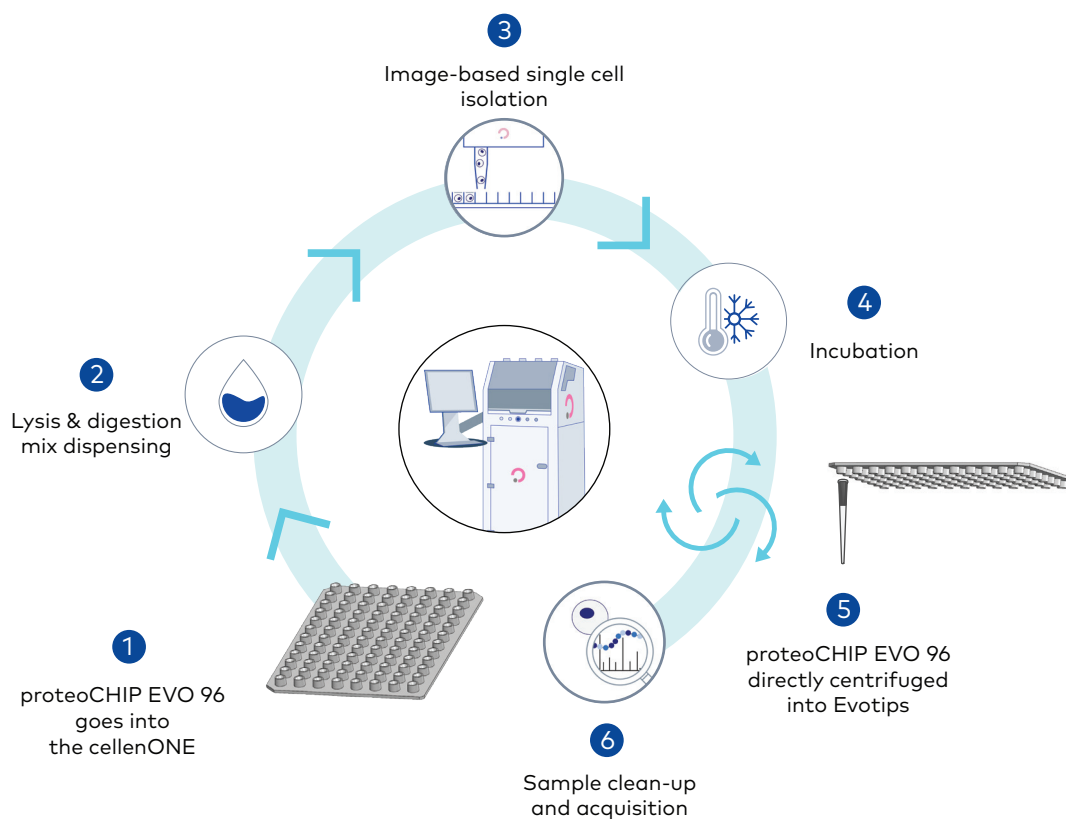 3
Image-based single cell
isolation
4
Incubation
2
Lysis & digestion
mix dispensing
1
proteoCHIP EVO 96
goes into
the cellenONE
5
proteoCHIP EVO 96
directly centrifuged
into Evotips
6
Sample clean-up
and acquisition